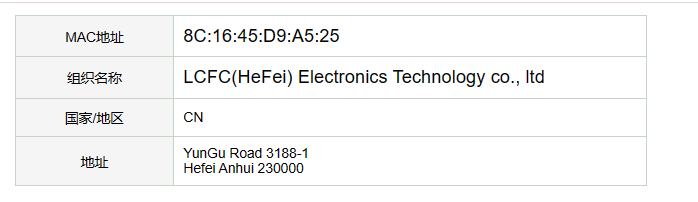 MAC地址 8C:16:45:D9:A5:25
组织名称 LCFC(HeFei) Electronics Technology co., ltd
国家/地区 CN
地址 YunGu Road 3188-1
Hefei Anhui 230000